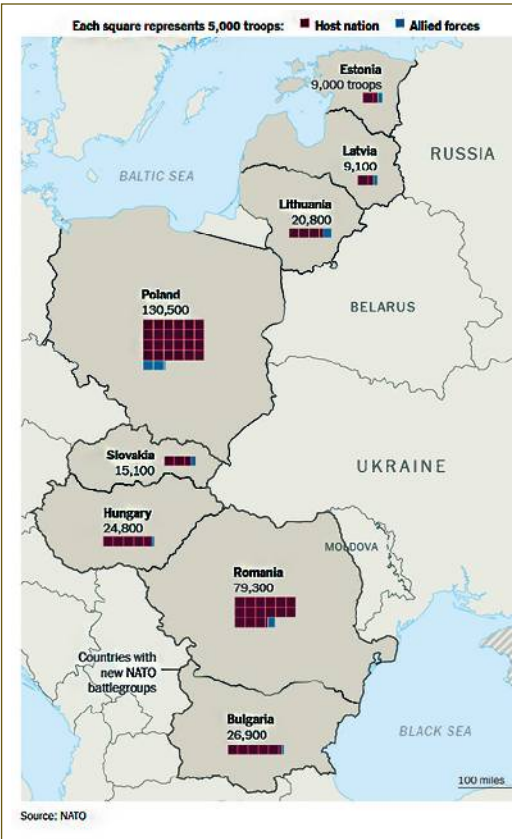 Each square represents 5,000 troops: Host nation Allied forces
Estonia
9,000 troops
Latvia
9,100
RUSSIA
BALTIC SEA
Lithuania
20,800
Poland
130,500
BELARUS
Slovakia
15,100
UKRAINE
Hungary
24,800
MOLDOVA
Romania
79,300
Countries with
new NATO
battlegroups
Bulgaria
26,900
BLACK SEA
100 miles
Source: NATO